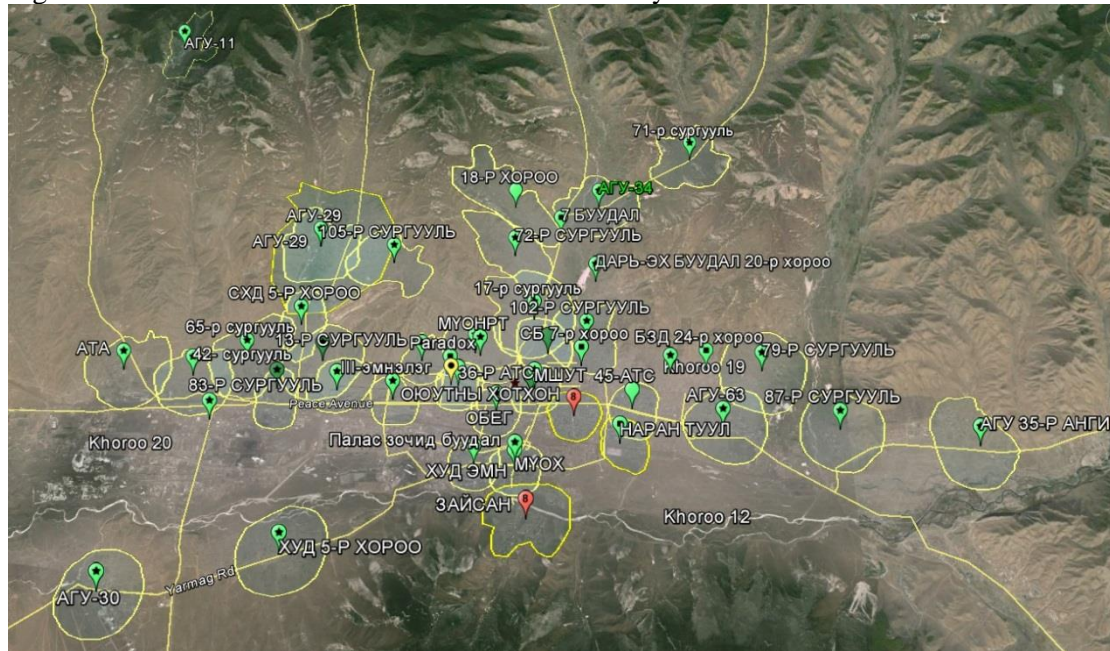 АГУ-11
71-р сургууль
18-Р ХОРОО
АГУ-34
7 БУУДАЛ
АГУ-29
105-Р СУРГУУЛЬ
АГУ-29
72-Р СУРГУУЛЬ
ДАРЬ-ЭХ БУУДАЛ 20-р хороо
17-р сургууль
СХД 5-Р ХОРОО
102-Р СУРГУУЛЬ
65-р сургууль
МҮОНРТ
13-Р СУРГУУЛЬ
Paradox
СБ 7-р хороо
БЗД 24-р хороо
АТА
42- сургууль
III-эмнэлэг
36-Р АТС
Khoroo 19
79-Р СУРГУУЛЬ
83-Р СУРГУУЛЬ
МШУТ
45-АТС
Peace Avenue
ОЮУТНЫ ХОТХОН
АГУ-63
87-Р СУРГУУЛЬ
ОБЕГ
НАРАН ТУУЛ
АГУ 35-Р АНГИ
Khoroo 20
Палас зочид буудал
ХУД ЭМН
МҮОХ
ЗАЙСАН
Khoroo 12
ХУД 5-Р ХОРОО
Yarmag Rd
АГУ-30